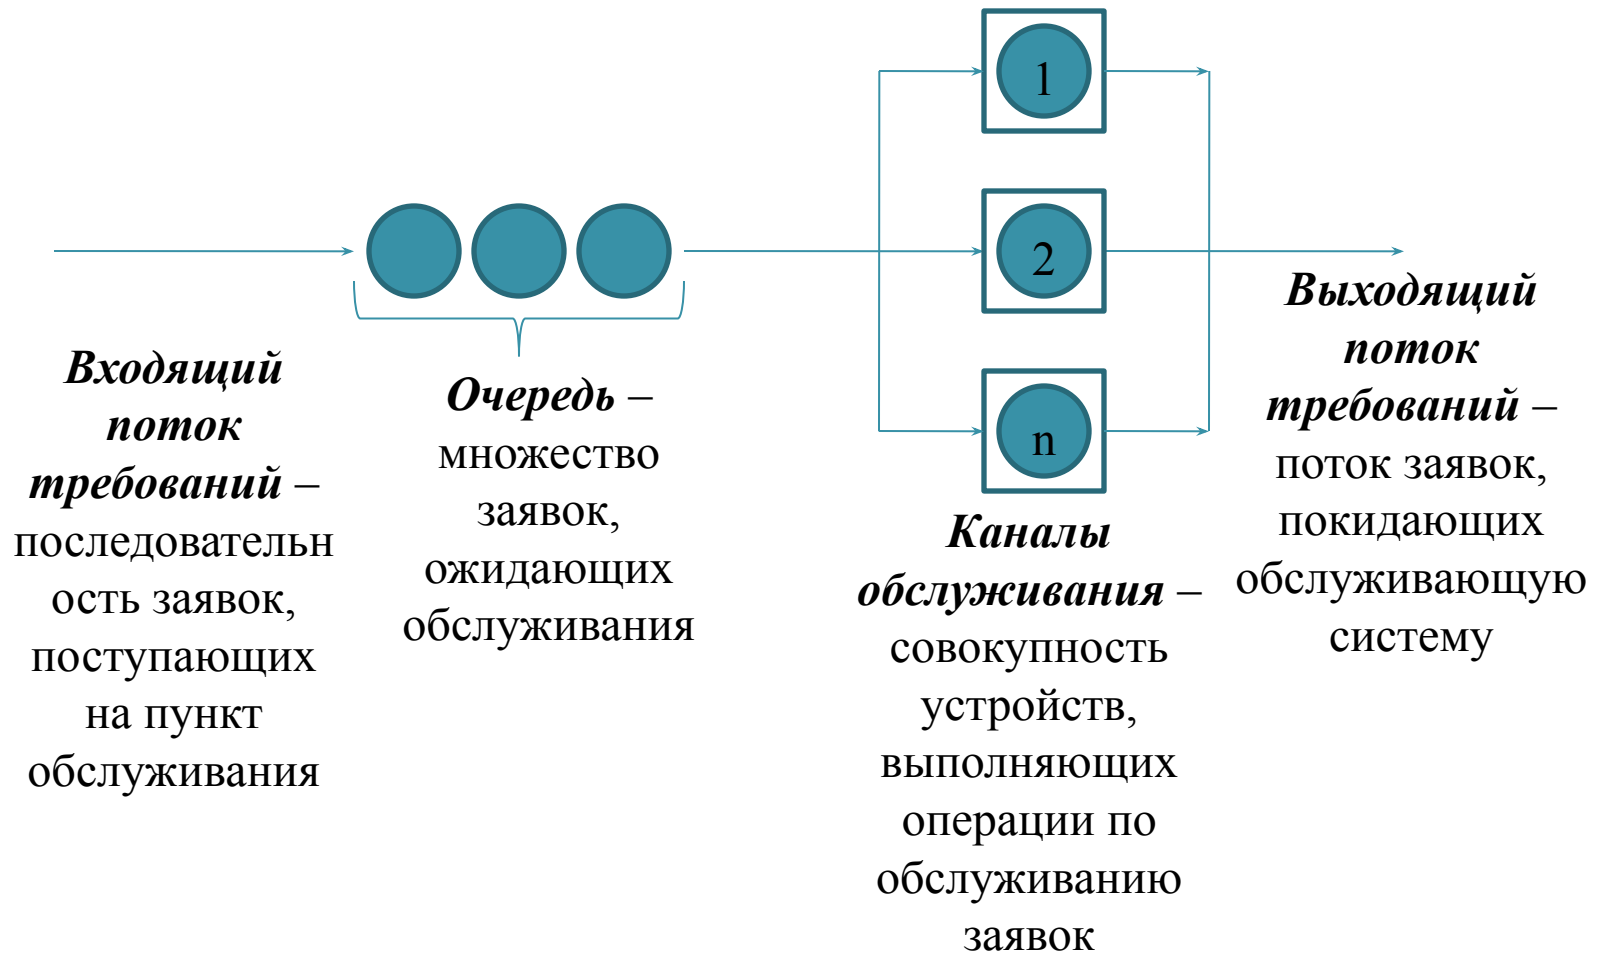 1
2
n
Входящий
поток
требований –
последовательн
ость заявок,
поступающих
на пункт
обслуживания
Очередь –
множество
заявок,
ожидающих
обслуживания
Каналы
обслуживания –
совокупность
устройств,
выполняющих
операции по
обслуживанию
заявок
Выходящий
поток
требований –
поток заявок,
покидающих
обслуживающую
систему